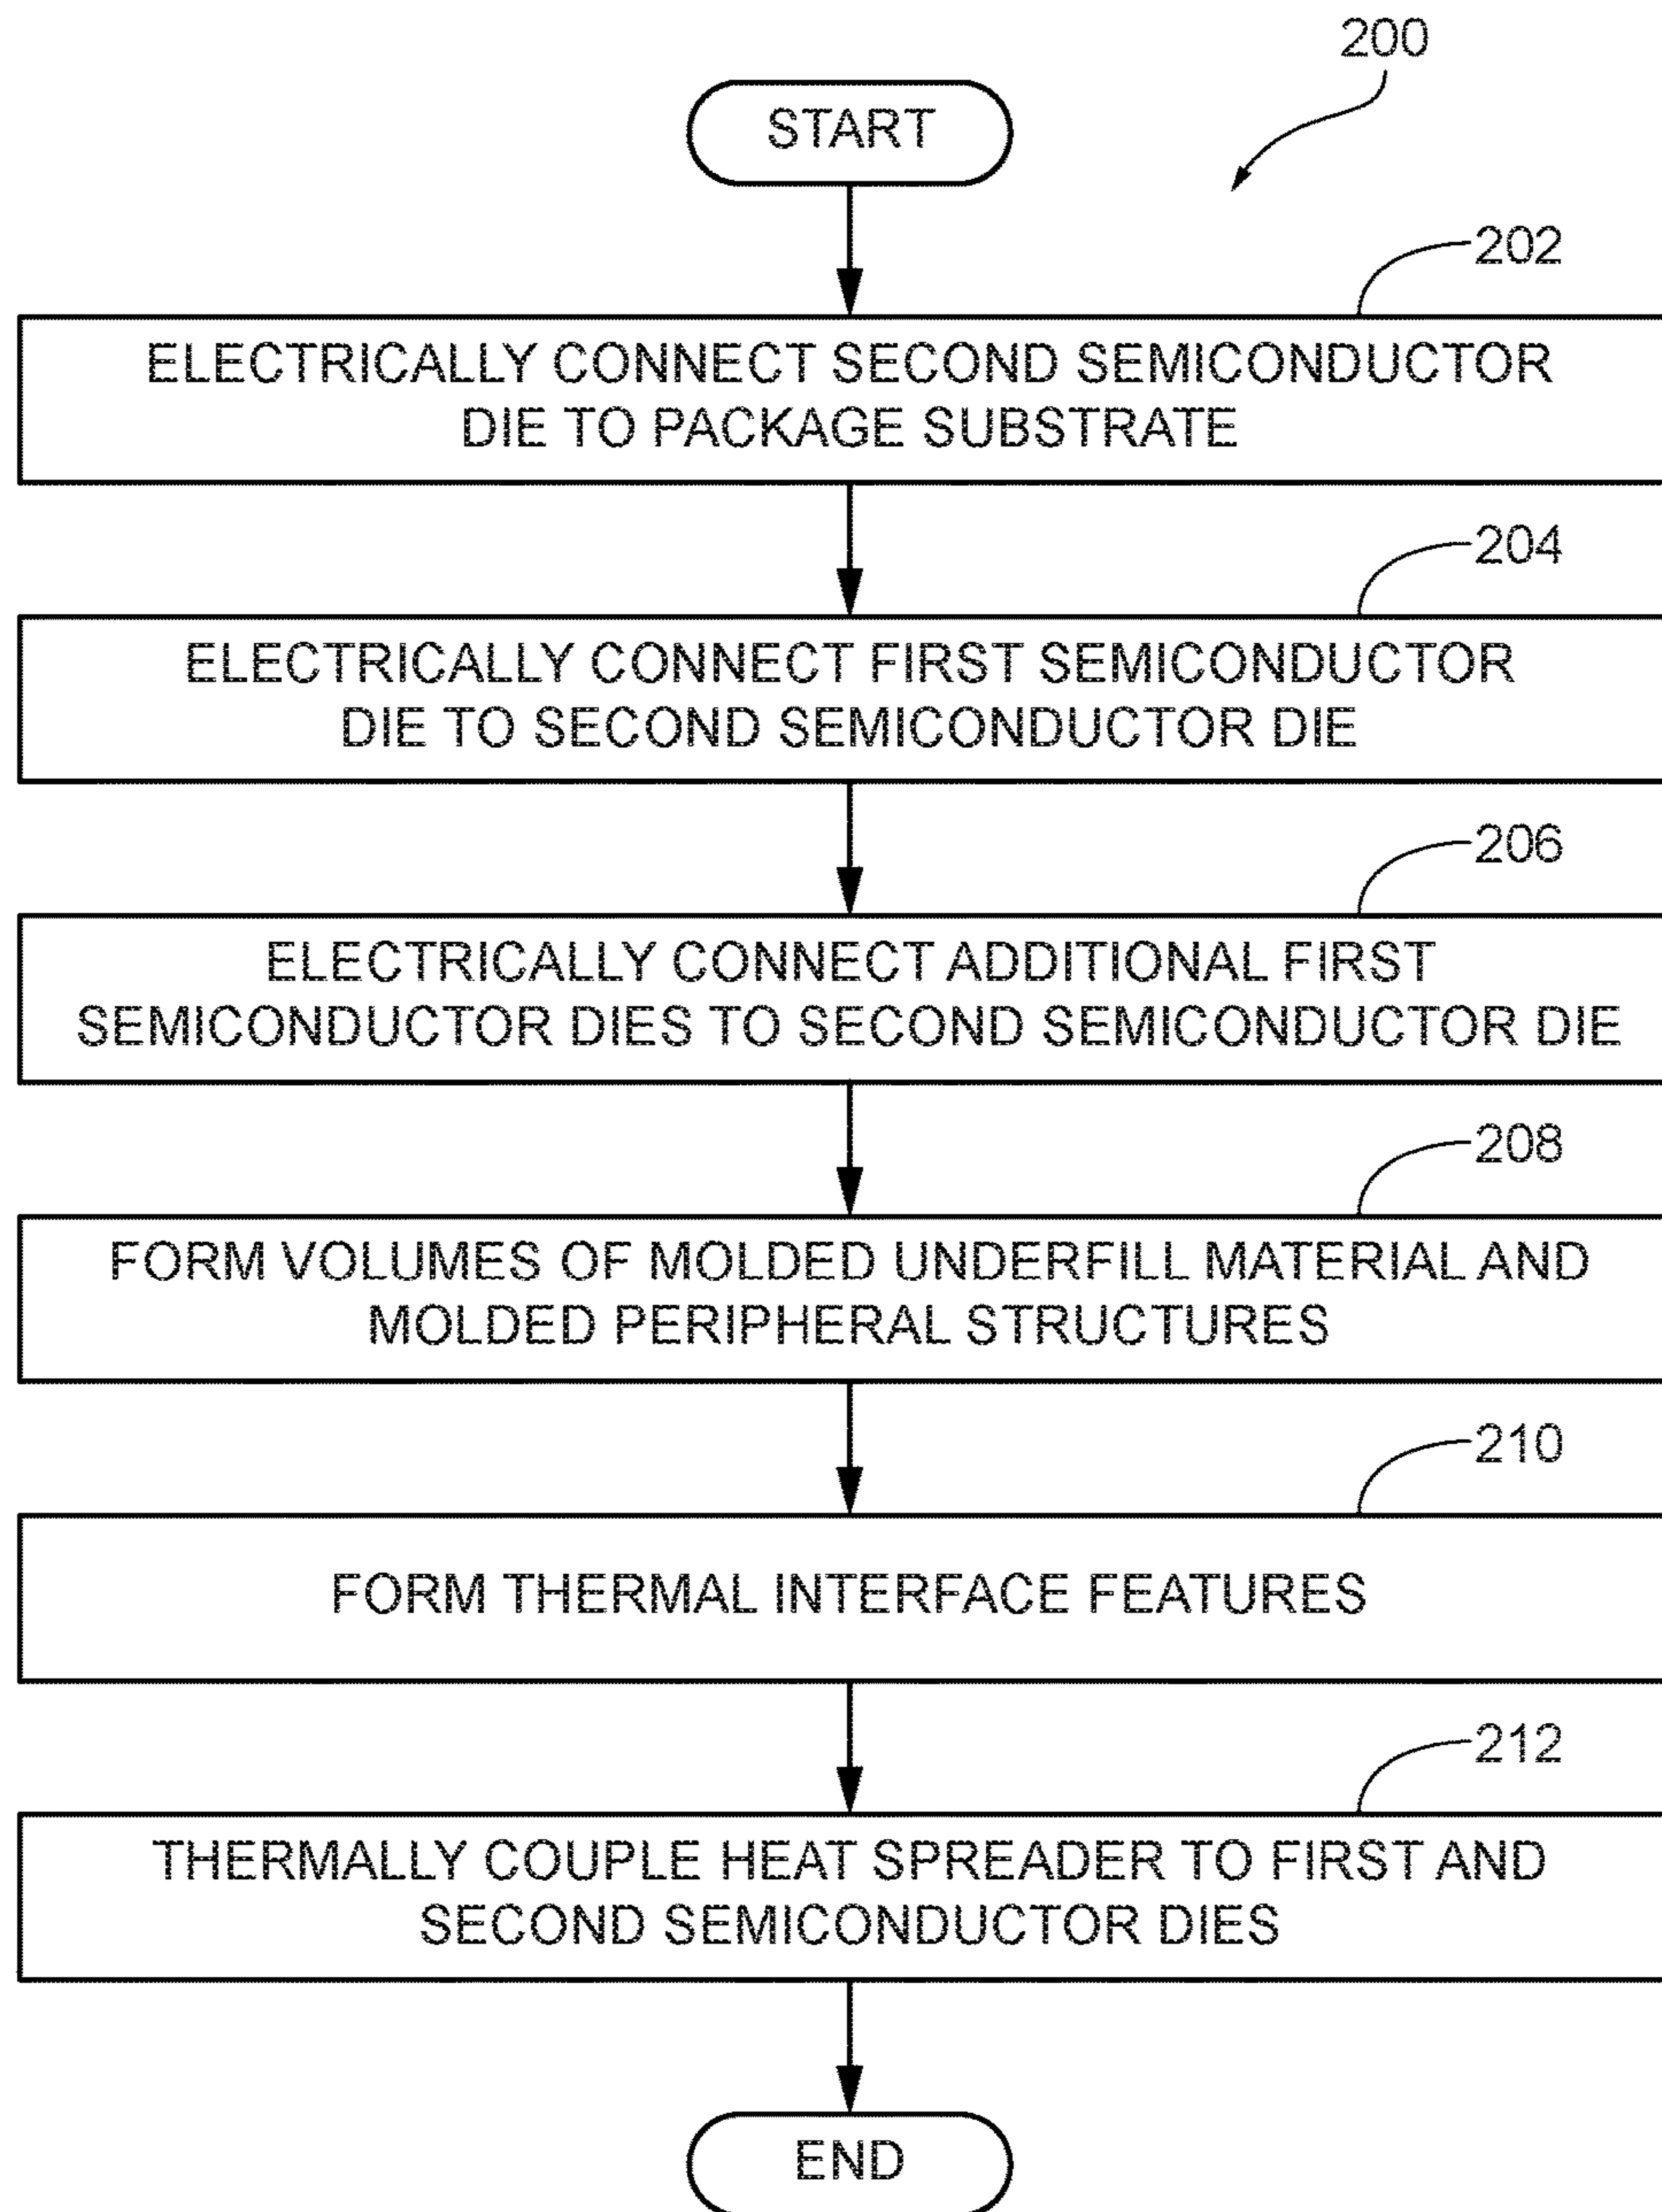 200
START
202
ELECTRICALLY CONNECT SECOND SEMICONDUCTOR
DIE TO PACKAGE SUBSTRATE
204
ELECTRICALLY CONNECT FIRST SEMICONDUCTOR
DIE TO SECOND SEMICONDUCTOR DIE
206
ELECTRICALLY CONNECT ADDITIONAL FIRST
SEMICONDUCTOR DIES TO SECOND SEMICONDUCTOR DIE
208
FORM VOLUMES OF MOLDED UNDERFILL MATERIAL AND
MOLDED PERIPHERAL STRUCTURES
210
FORM THERMAL INTERFACE FEATURES
212
THERMALLY COUPLE HEAT SPREADER TO FIRST AND
SECOND SEMICONDUCTOR DIES
END